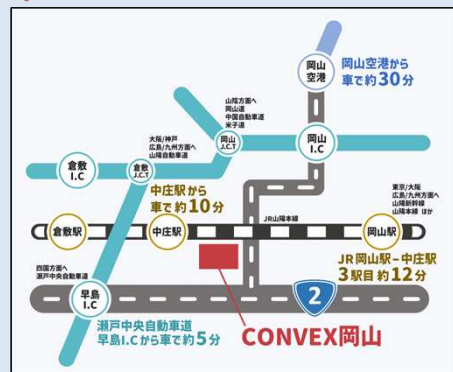 岡山
空港
岡山空港から
車で約30分
山陰方面へ
岡山道
中国自動車道
米子道
大阪/神戸
広島/九州方面へ
山陽自動車道
岡山
J.C.T
岡山
I.C
倉敷
I.C
倉敷
J.C.T
中庄駅から
車で約10分
東京/大阪
広島/九州方面へ
山陽新幹線
山陽本線 ほか
JR山陽本線
倉敷駅
中庄駅
岡山駅
JR岡山駅-中庄駅
3駅目 約12分
四国方面へ
瀬戸中央自動車道
早島
I.C
2
瀬戸中央自動車道
早島I.Cから車で約5分
CONVEX岡山